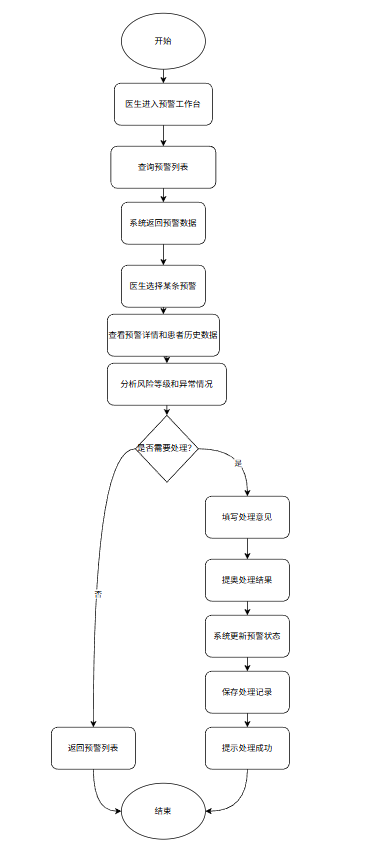 开始
医生进入预警工作台
查询预警列表
系统返回预警数据
医生选择某条预警
查看预警详情和患者历史数据
分析风险等级和异常情况
是否需要处理?
是
填写处理意见
提奥处理结果
否
系统更新预警状态
保存处理记录
返回预警列表
提示处理成功
结束